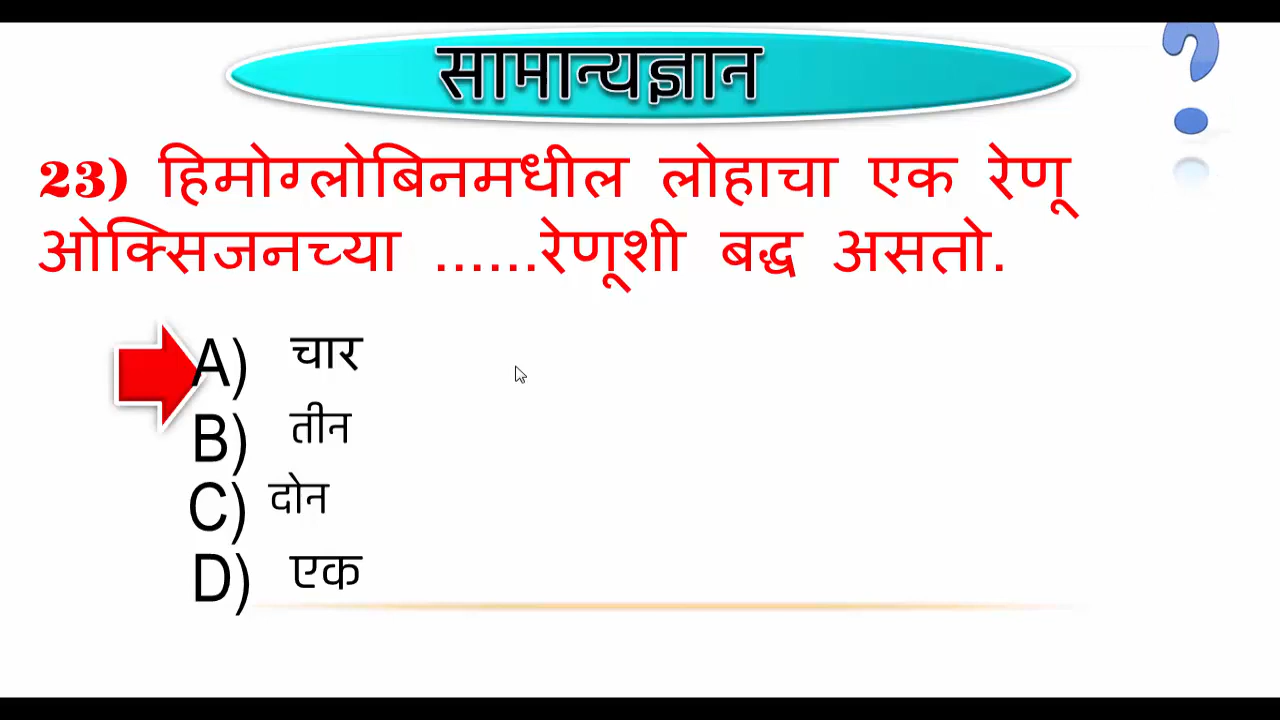 सामान्यज्ञान
23) हिमोग्लोबिनमधील लोहाचा एक रेणू
ओक्सिजनच्या ......रेणूशी बद्ध असतो.
A) चार
B) तीन
C) दोन
D) एक